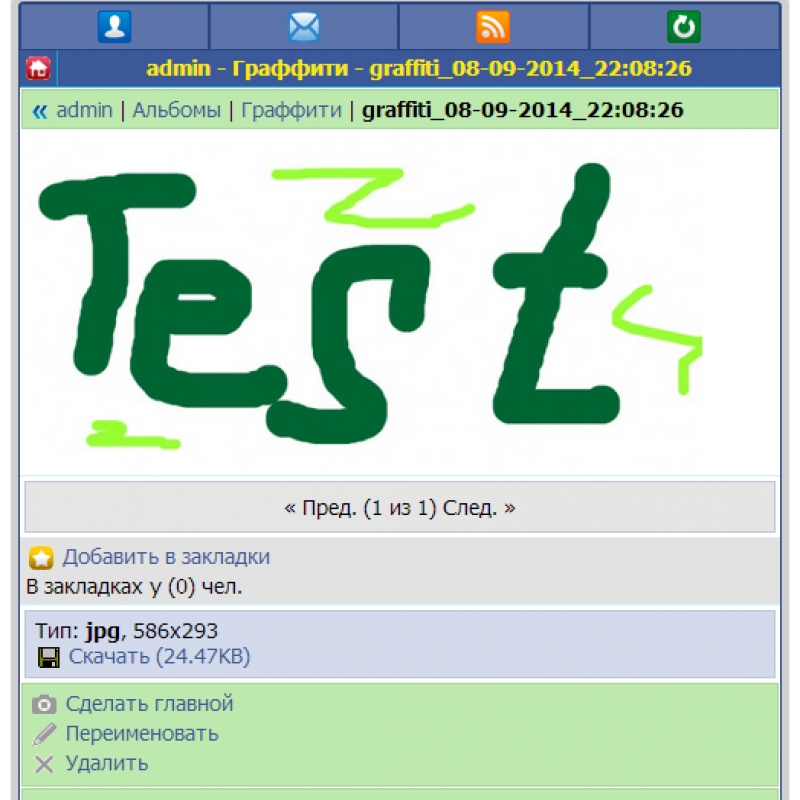 admin - Граффити - graffiti_08-09-2014_22:08:26
« admin | Альбомы | Граффити | graffiti_08-09-2014_22:08:26
Test
« Пред. (1 из 1) След. »
Добавить в закладки
В закладках у (0) чел.
Тип: jpg, 586x293
Скачать (24.47KB)
Сделать главной
Переименовать
Удалить